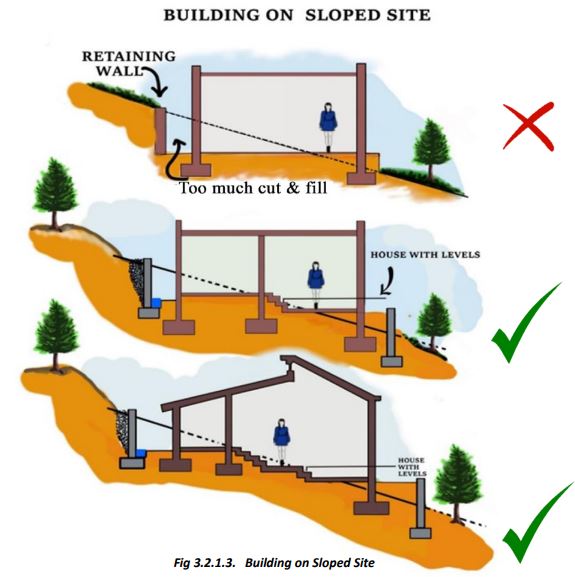 BUILDING ON SLOPED SITE
RETAINING
WALL
Too much cut & fill
HOUSE WITH LEVELS
HOUSE
WITH
LEVELS
Fig 3.2.1.3. Building on Sloped Site